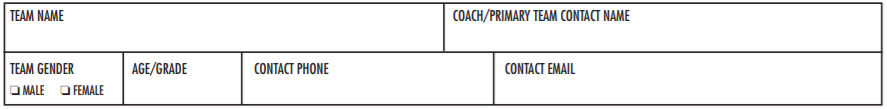 TEAM NAME COACH/PRIMARY TEAM CONTACT NAME
TEAM GENDER AGE/GRADE CONTACT PHONE CONTACT EMAIL
❏ MALE ❏ FEMALE